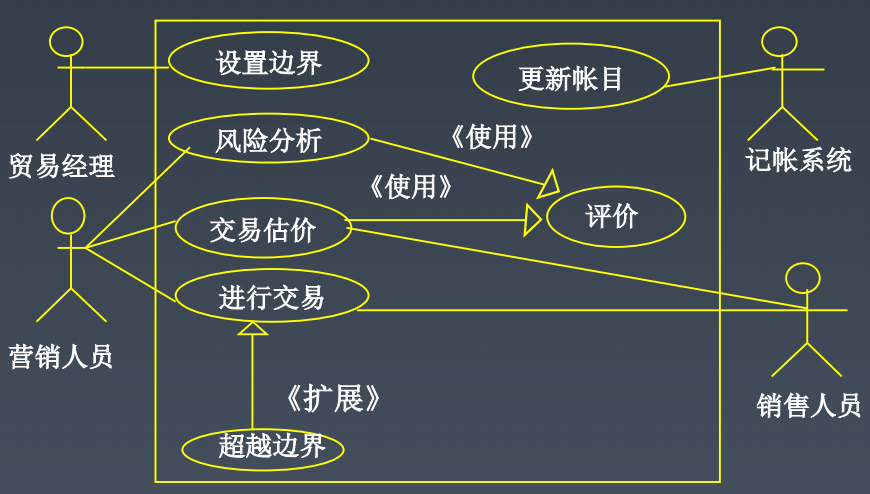 设置边界
更新帐目
贸易经理
风险分析
《使用》
记帐系统
《使用》
交易估价
评价
营销人员
进行交易
《扩展》
销售人员
超越边界